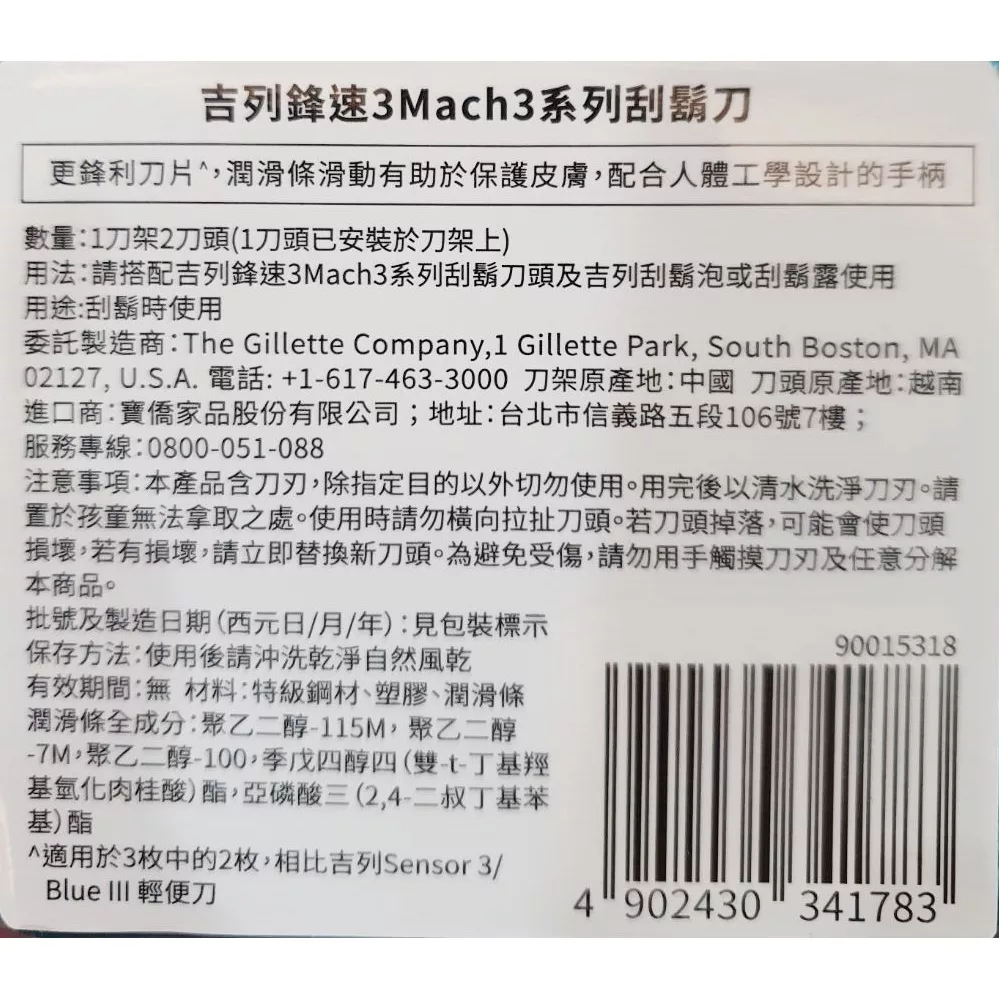 吉列鋒速3Mach3系列刮鬍刀
更鋒利刀片^,潤滑條滑動有助於保護皮膚,配合人體工學設計的手柄
數量:1刀架2刀頭(1刀頭已安裝於刀架上)
用法:請搭配吉列鋒速3Mach3系列刮鬍刀頭及吉列刮鬍泡或刮鬍露使用
用途:刮鬍時使用
委託製造商:The Gillette Company,1 Gillette Park, South Boston, MA
02127, U.S.A. 電話: +1-617-463-3000 刀架原產地:中國 刀頭原產地:越南
進口商:寶僑家品股份有限公司;地址:台北市信義路五段106號7樓;
服務專線:0800-051-088
注意事項:本產品含刀刃,除指定目的以外切勿使用。用完後以清水洗淨刀刃。請
置於孩童無法拿取之處。使用時請勿橫向拉扯刀頭。若刀頭掉落,可能會使刀頭
損壞,若有損壞,請立即替換新刀頭。為避免受傷,請勿用手觸摸刀刃及任意分解
本商品。
批號及製造日期(西元日/月/年):見包裝標示
保存方法:使用後請沖洗乾淨自然風乾
有效期間:無 材料:特級鋼材、塑膠、潤滑條
潤滑條全成分:聚乙二醇-115M, 聚乙二醇
-7M,聚乙二醇-100,季戊四醇四(雙-t-丁基羥
基氫化肉桂酸)酯,亞磷酸三(2,4-二叔丁基苯
基)酯
^適用於3枚中的2枚,相比吉列Sensor 3/
Blue III 輕便刀
90015318
4 902430 341783